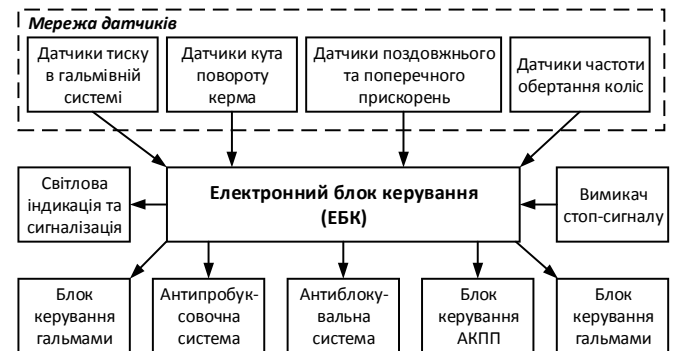 Мережа датчиків
Датчики тиску
в гальмівній
системі
Датчики кута
повороту
керма
Датчики поздовжнього
та поперечного
прискорень
Датчики частоти
обертання коліс
Світлова
індикація та
сигналізація
Електронний блок керування
(ЕБК)
Вимикач
стоп-сигналу
Блок
керування
гальмами
Антипробук-
совочна
система
Антиблоку-
вальна
система
Блок
керування
АКПП
Блок
керування
гальмами